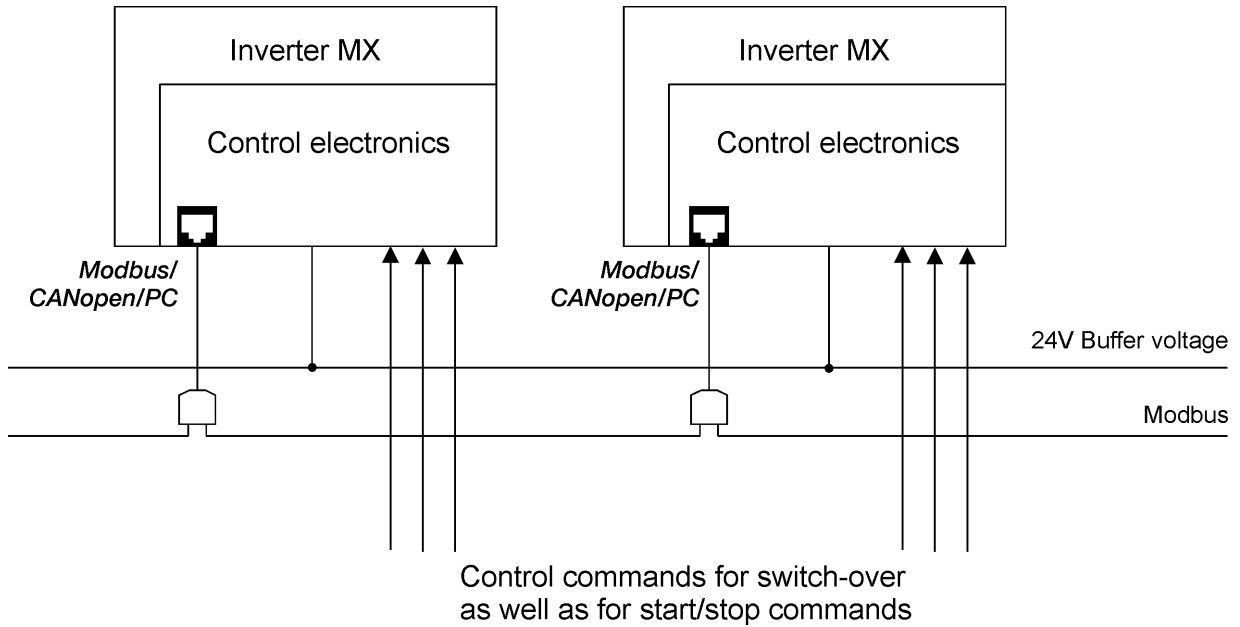 Inverter MX
Inverter MX
Control electronics
Control electronics
Modbus/
CANopen/PC
Modbus/
CANopen/PC
24V Buffer voltage
Modbus
Control commands for switch-over
as well as for start/stop commands